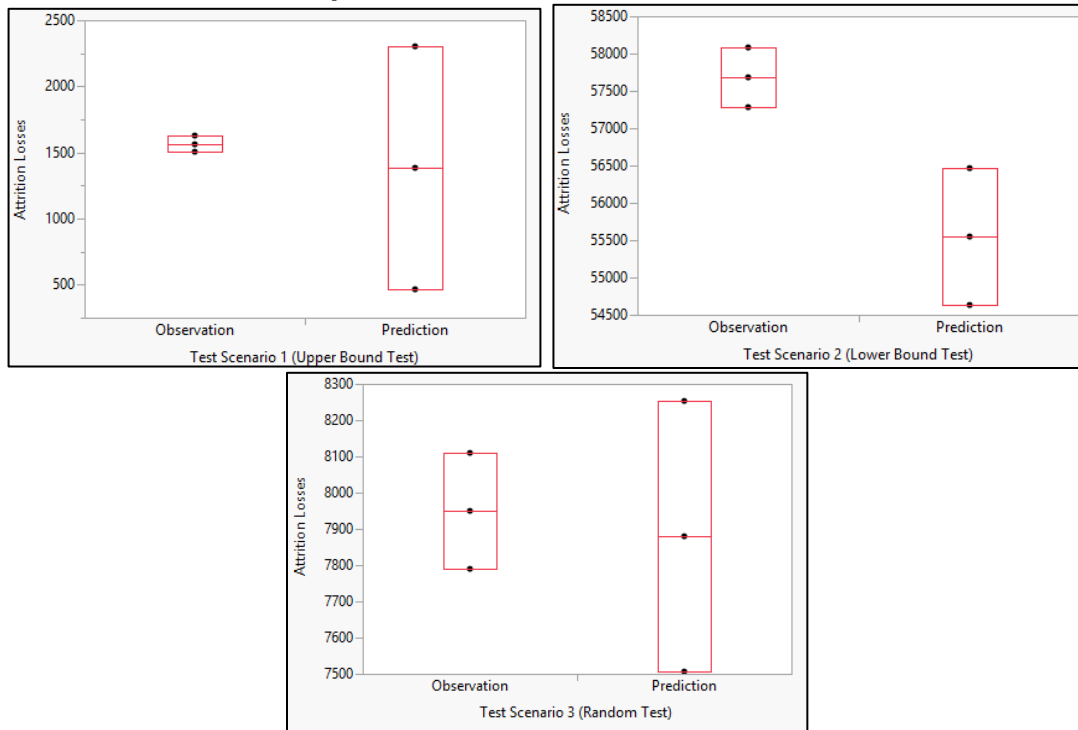 2500
2000
1500
1000
500
Attrition Losses
Observation Prediction
Test Scenario 1 (Upper Bound Test)
58500
58000
57500
57000
56500
56000
55500
55000
54500
Attrition Losses
Observation Prediction
Test Scenario 2 (Lower Bound Test)
8300
8200
8100
8000
7900
7800
7700
7600
7500
Attrition Losses
Observation Prediction
Test Scenario 3 (Random Test)